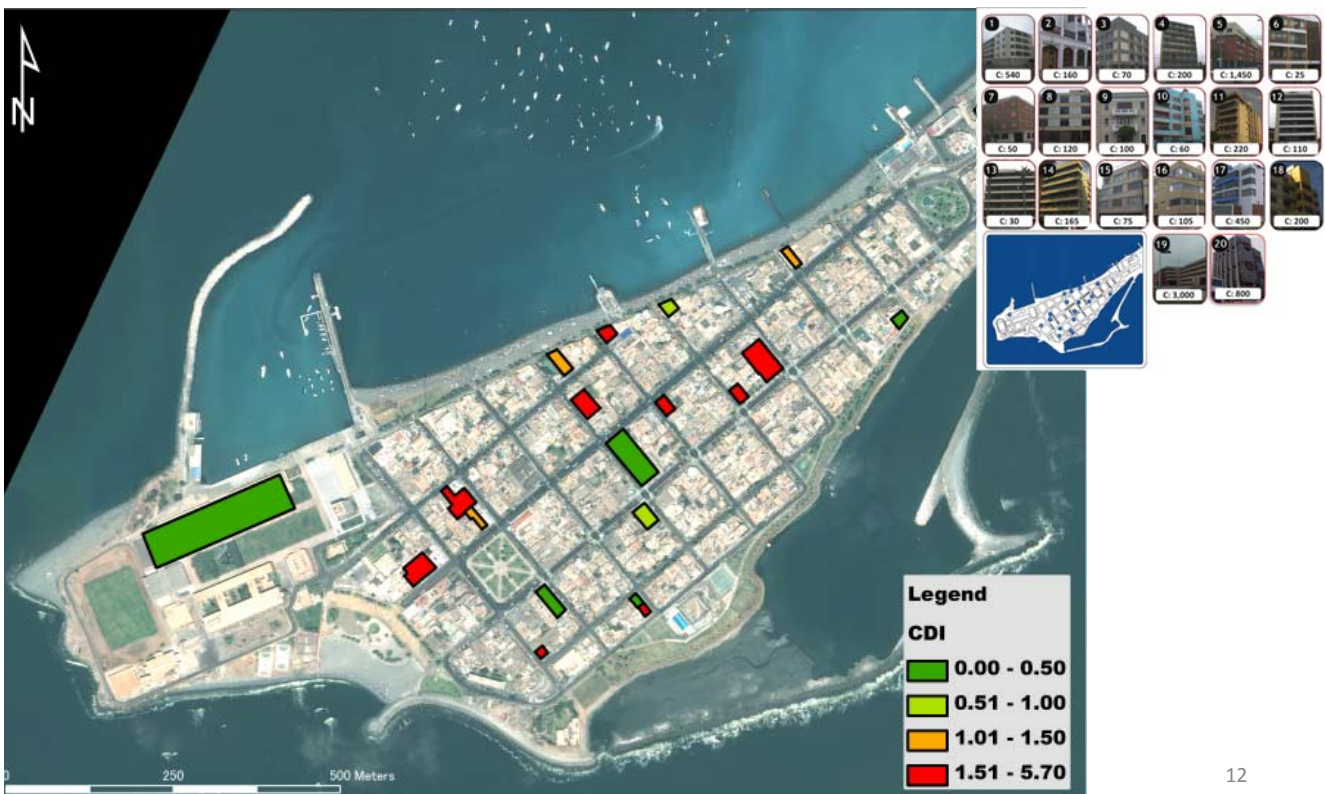 N
1 2 3 4 5 6
C: 540 C: 160 C: 70 C: 200 C: 1,450 C: 25
7 8 9 10 11 12
C: 50 C: 120 C: 100 C: 60 C: 220 C: 110
13 14 15 16 17 18
C: 30 C: 165 C: 75 C: 105 C: 450 C: 200
19 20
C: 3,000 C: 800
Legend
CDI
0.00 - 0.50
0.51 - 1.00
1.01 - 1.50
1.51 - 5.70
0 250 500 Meters
12